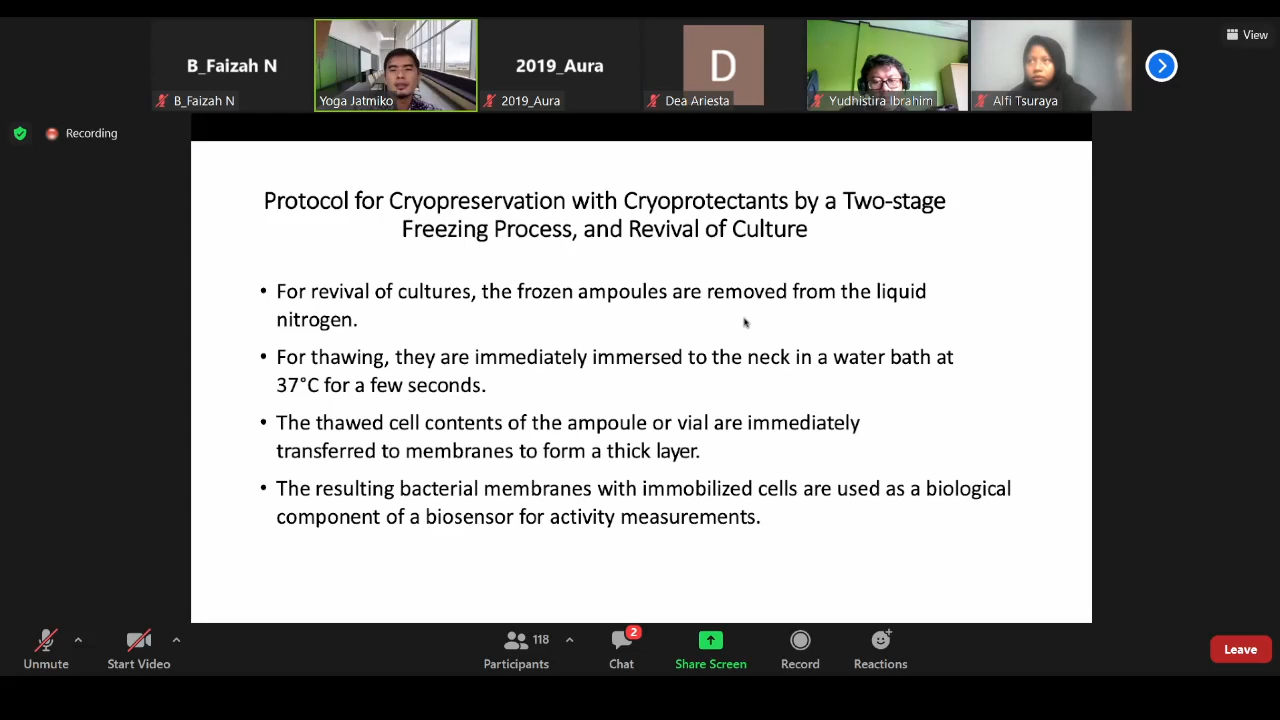 B_Faizah N
2019_Aura
D
B_Faizah N
Yoga Jatmiko
2019_Aura
Dea Ariesta
Yudhistira Ibrahim
Alfi Tsuraya
View
Recording
Protocol for Cryopreservation with Cryoprotectants by a Two-stage
Freezing Process, and Revival of Culture
• For revival of cultures, the frozen ampoules are removed from the liquid
nitrogen.
• For thawing, they are immediately immersed to the neck in a water bath at
37°C for a few seconds.
• The thawed cell contents of the ampoule or vial are immediately
transferred to membranes to form a thick layer.
• The resulting bacterial membranes with immobilized cells are used as a biological
component of a biosensor for activity measurements.
Unmute
Start Video
118
Participants
2
Chat
Share Screen
Record
Reactions
Leave